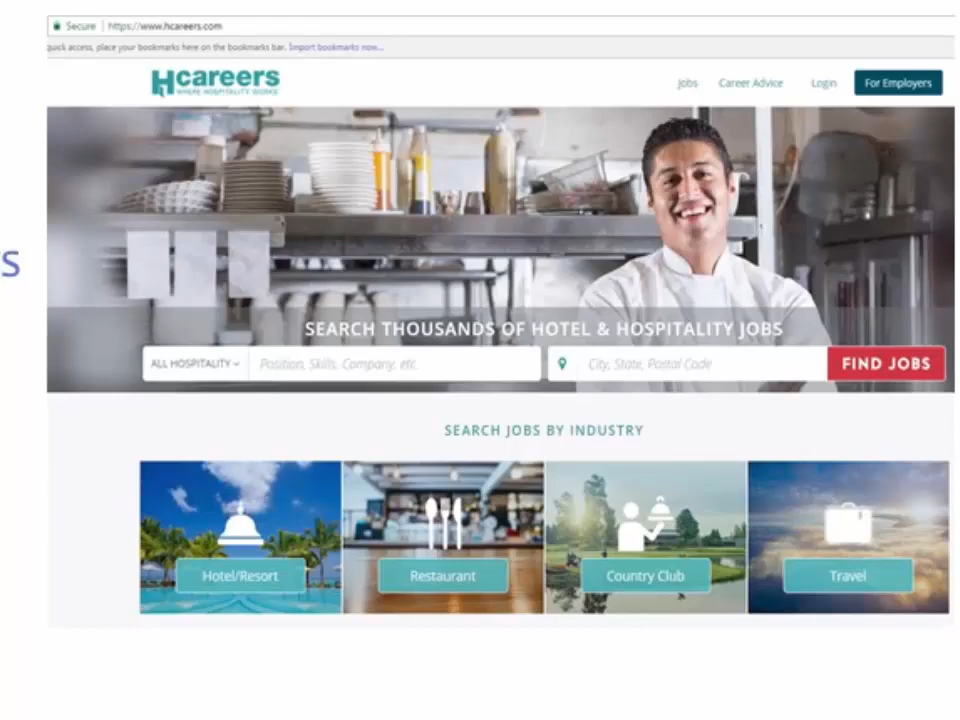 Secure | https://www.hcareers.com
quick access, place your bookmarks here on the bookmarks bar. Import bookmarks now...
Hcareers
WHERE HOSPITALITY WORKS
Jobs Career Advice Login For Employers
s
SEARCH THOUSANDS OF HOTEL & HOSPITALITY JOBS
ALL HOSPITALITY Position, Skills, Company, etc. City, State, Postal Code FIND JOBS
SEARCH JOBS BY INDUSTRY
Hotel/Resort Restaurant Country Club Travel